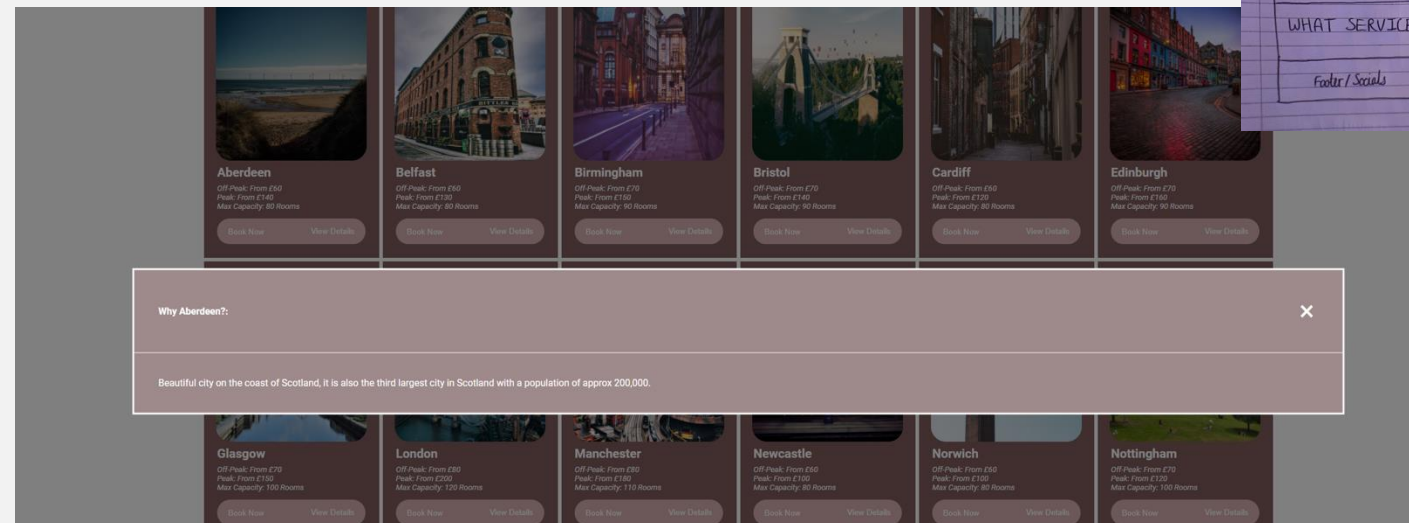 WHAT SERVICE
Footer / Socials
Aberdeen
Off-Peak: From £60
Peak: From £140
Max Capacity: 80 Rooms
Book Now View Details
Belfast
Off-Peak: From £60
Peak: From £130
Max Capacity: 80 Rooms
Book Now View Details
Birmingham
Off-Peak: From £70
Peak: From £150
Max Capacity: 90 Rooms
Book Now View Details
Bristol
Off-Peak: From £70
Peak: From £140
Max Capacity: 90 Rooms
Book Now View Details
Cardiff
Off-Peak: From £60
Peak: From £120
Max Capacity: 80 Rooms
Book Now View Details
Edinburgh
Off-Peak: From £70
Peak: From £160
Max Capacity: 90 Rooms
Book Now View Details
Why Aberdeen?:
Beautiful city on the coast of Scotland, it is also the third largest city in Scotland with a population of approx 200,000.
Glasgow
Off-Peak: From £70
Peak: From £150
Max Capacity: 100 Rooms
Book Now View Details
London
Off-Peak: From £80
Peak: From £200
Max Capacity: 120 Rooms
Book Now View Details
Manchester
Off-Peak: From £80
Peak: From £180
Max Capacity: 110 Rooms
Book Now View Details
Newcastle
Off-Peak: From £60
Peak: From £100
Max Capacity: 80 Rooms
Book Now View Details
Norwich
Off-Peak: From £60
Peak: From £100
Max Capacity: 80 Rooms
Book Now View Details
Nottingham
Off-Peak: From £70
Peak: From £120
Max Capacity: 100 Rooms
Book Now View Details